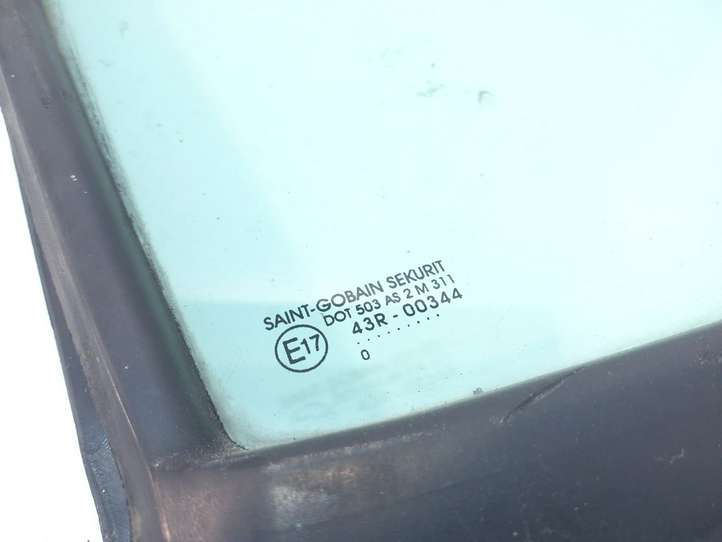 SAINT-GOBAIN SEKURIT
DOT 503 AS 2 M 311
E17 43R - 00344
.........
0